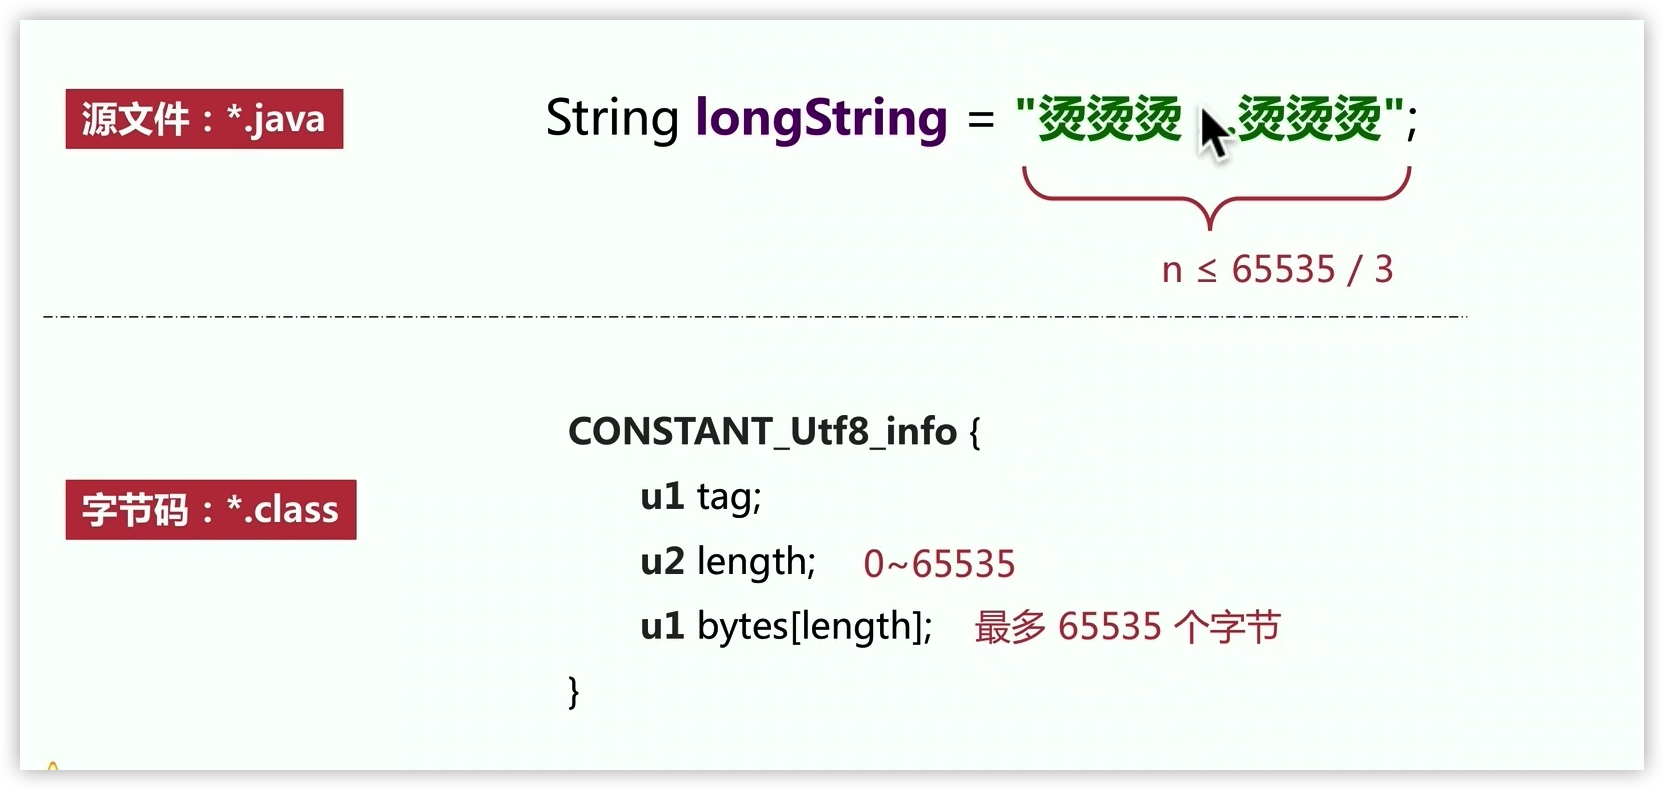 源文件：*.java
String longString = "烫烫烫...烫烫烫";
n ≤ 65535 / 3
CONSTANT_Utf8_info {
u1 tag;
字节码：*.class
u2 length; 0~65535
u1 bytes[length]; 最多 65535 个字节
}